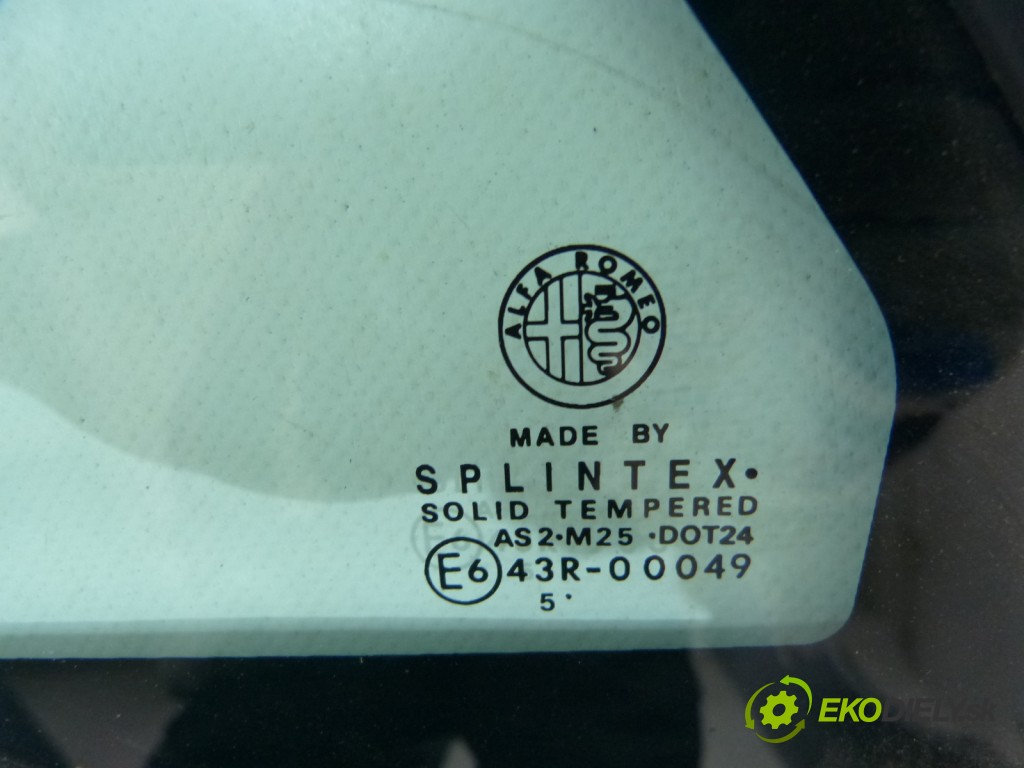 ALFA ROMEO
MADE BY
SPLINTEX•
SOLID TEMPERED
AS2•M25 •DOT24
E6 43R-00049
5•
EKODIELY.sk